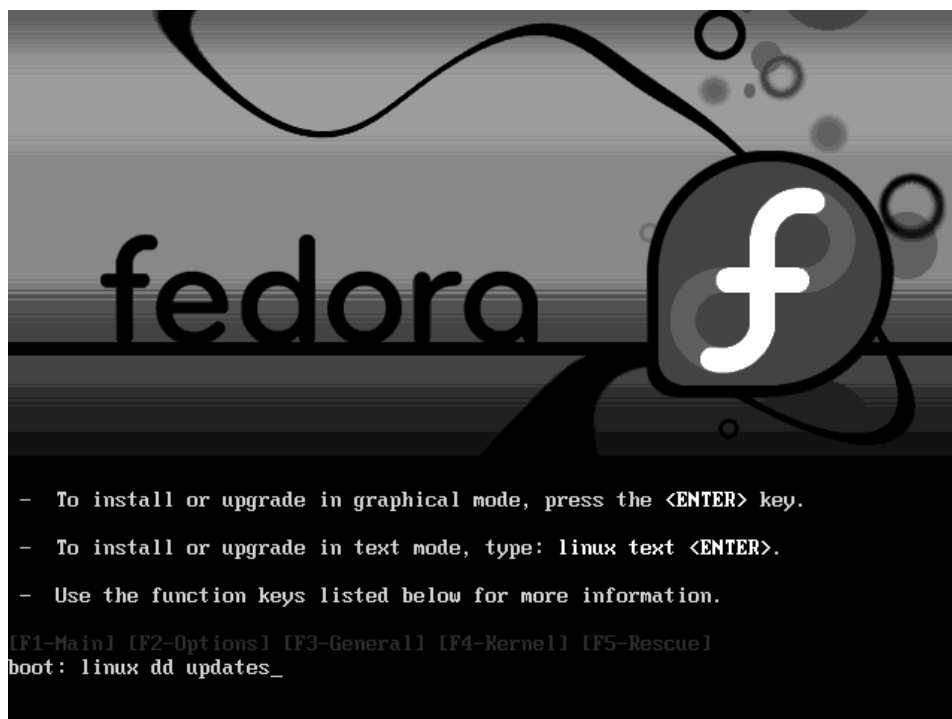 fedora
- To install or upgrade in graphical mode, press the <ENTER> key.
- To install or upgrade in text mode, type: linux text <ENTER>.
- Use the function keys listed below for more information.
[F1-Main] [F2-Options] [F3-General] [F4-Kernel] [F5-Rescue]
boot: linux dd updates_